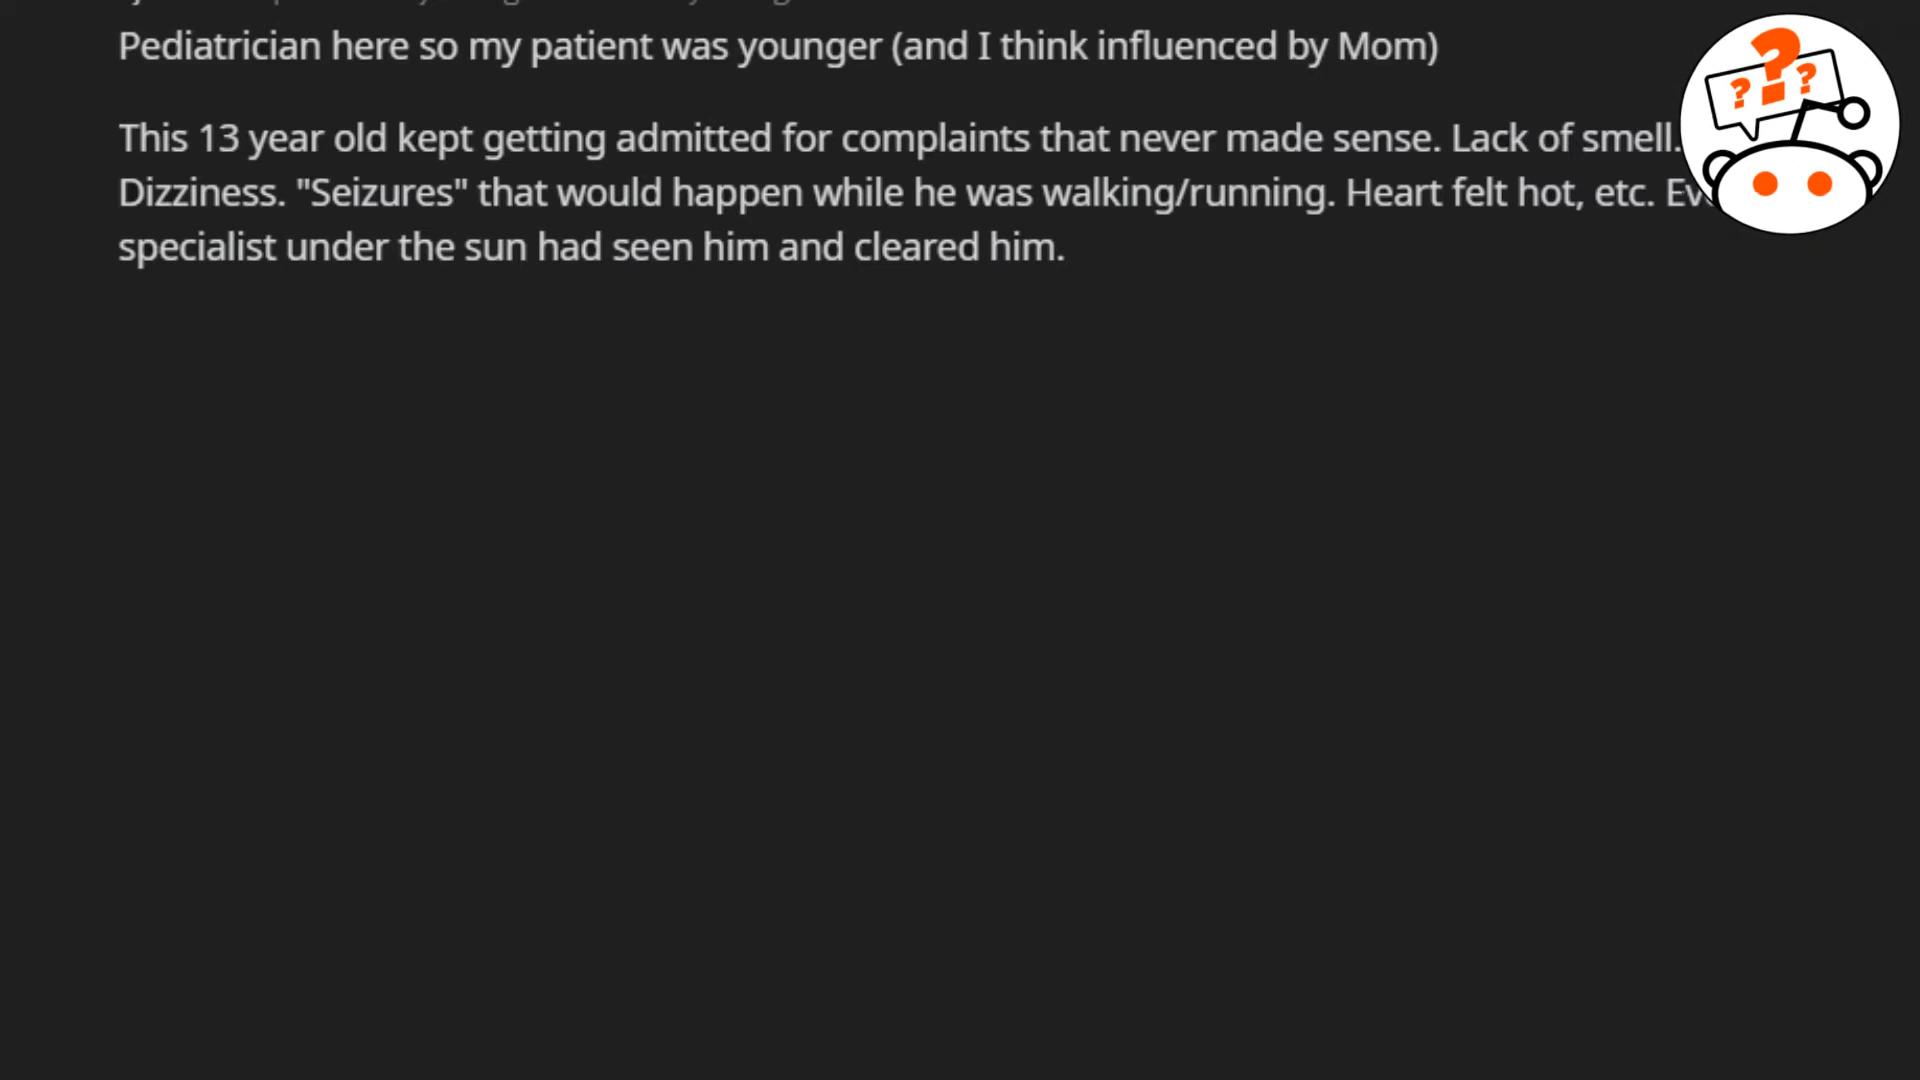 Pediatrician here so my patient was younger (and I think influenced by Mom)
This 13 year old kept getting admitted for complaints that never made sense. Lack of smell.
Dizziness. "Seizures" that would happen while he was walking/running. Heart felt hot, etc.
specialist under the sun had seen him and cleared him.
? ? ?